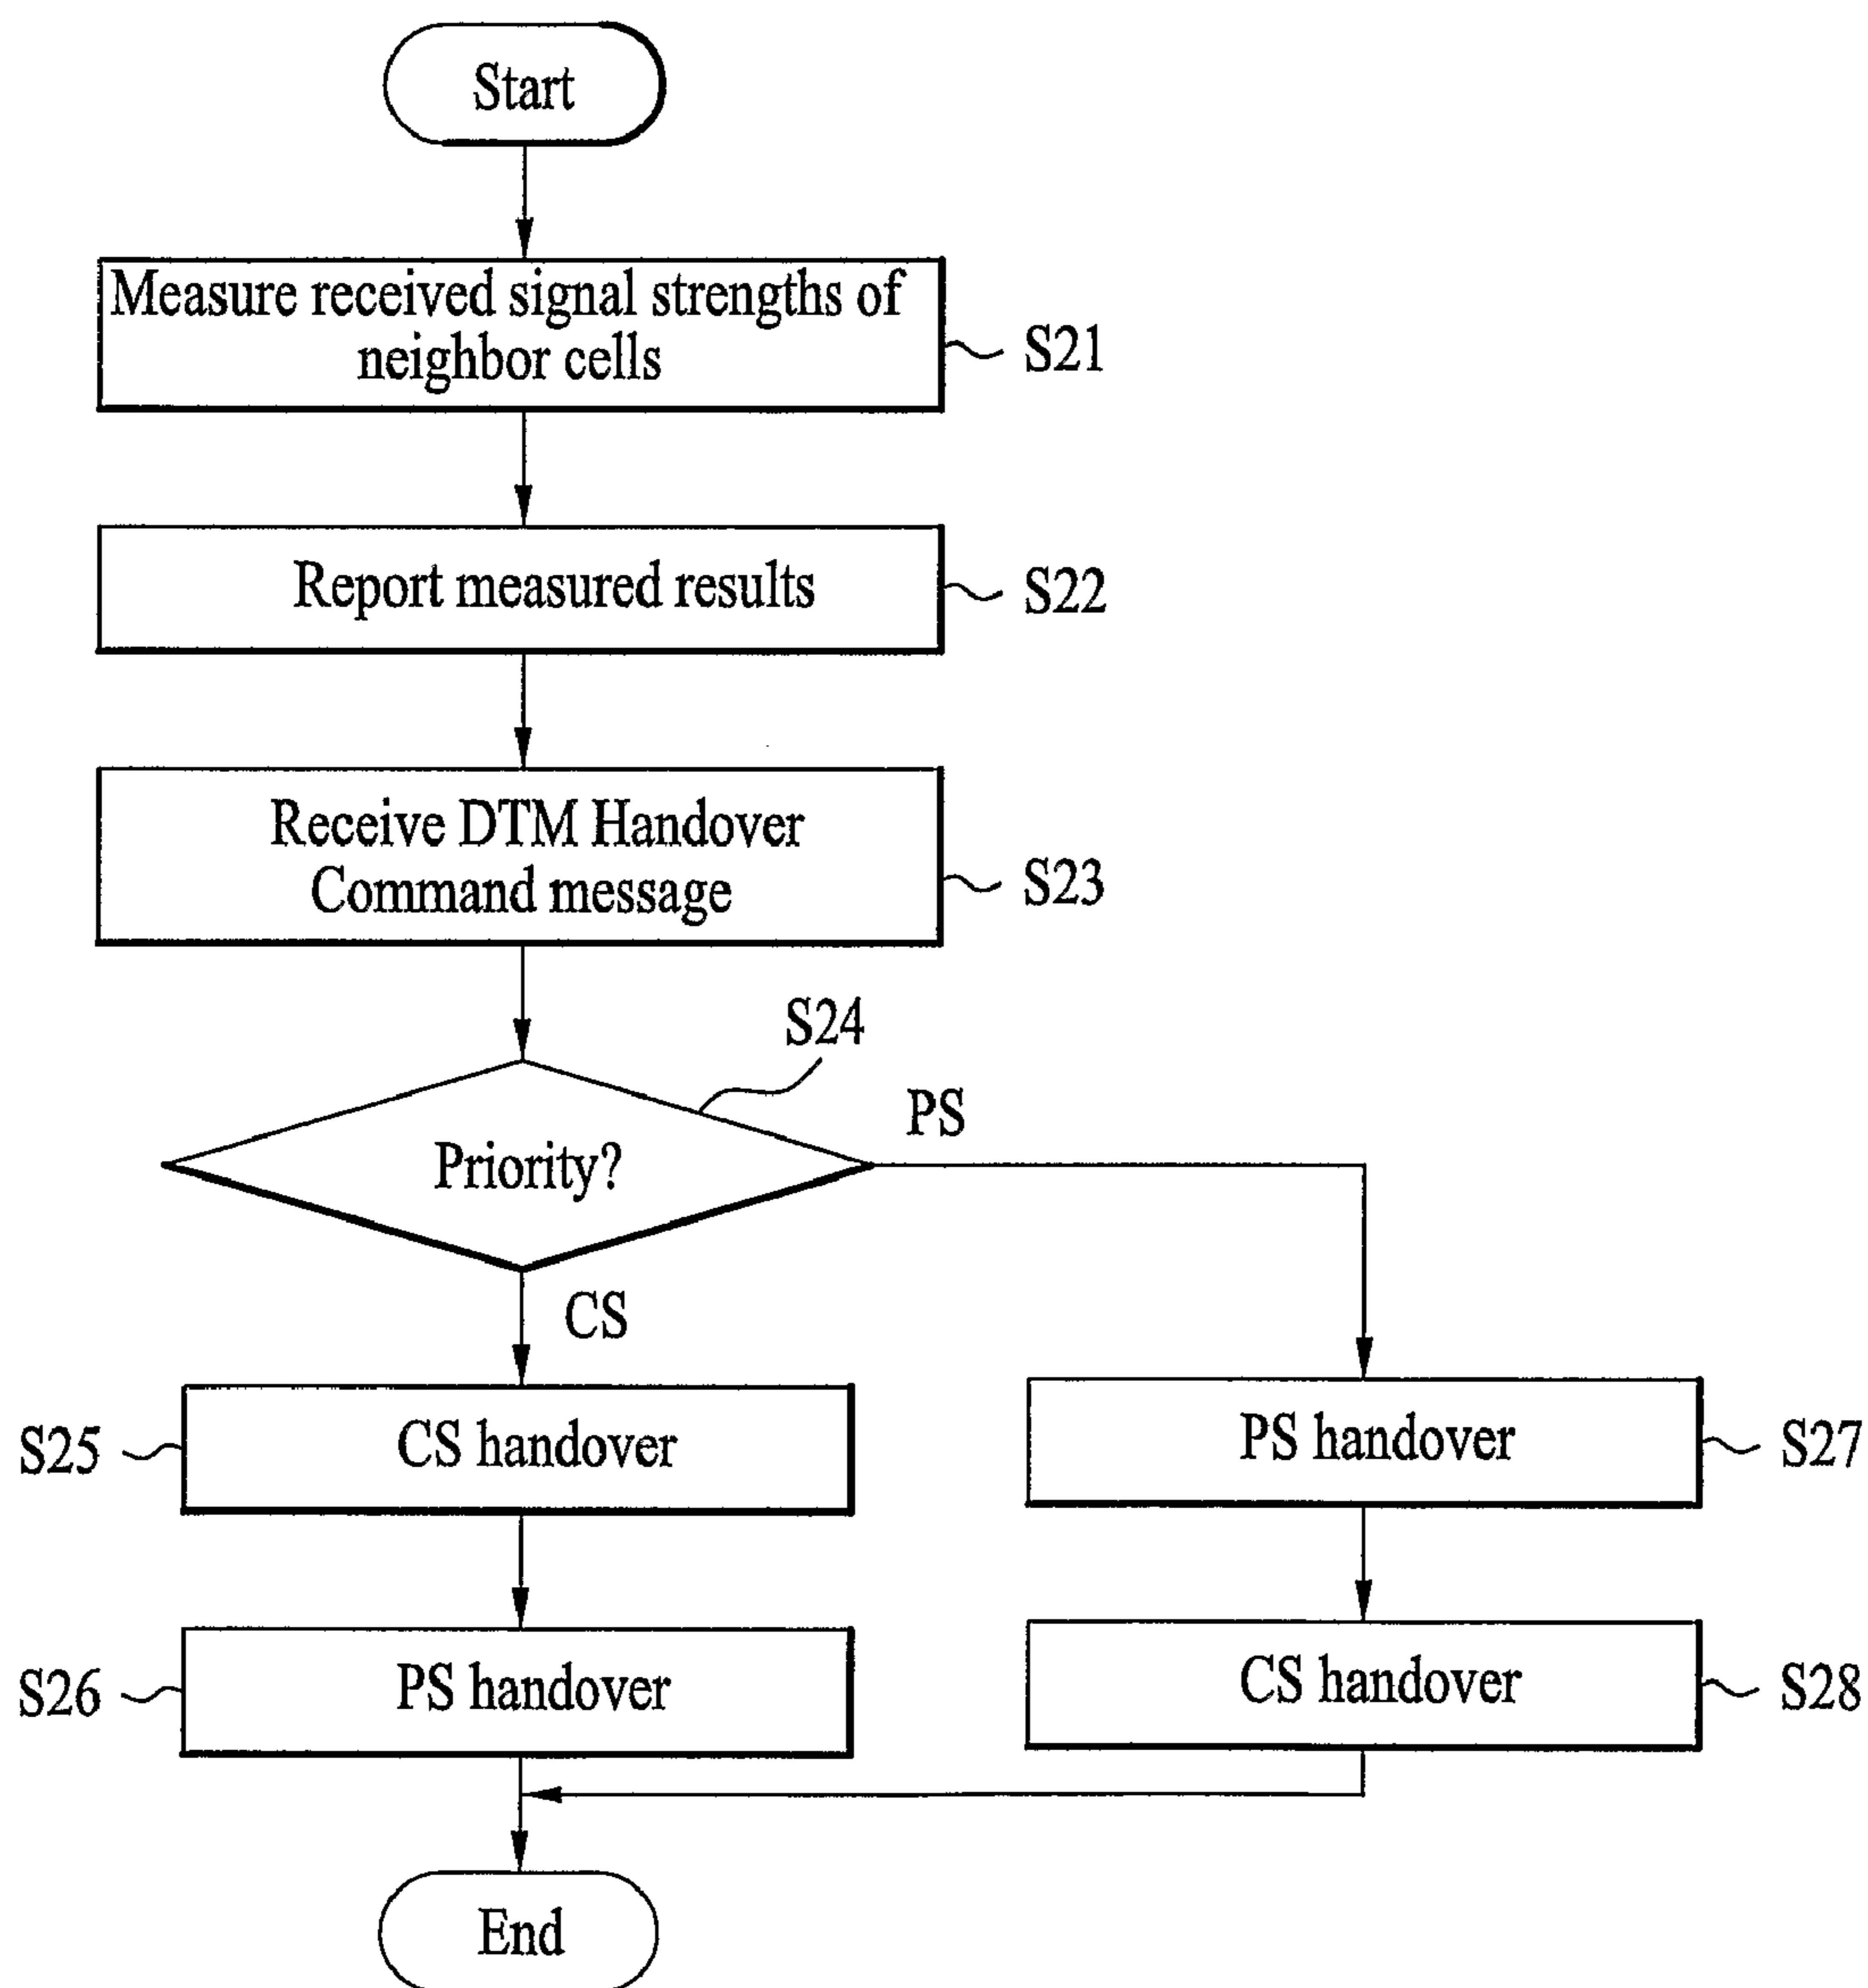 Start
Measure received signal strengths of
neighbor cells
S21
Report measured results
S22
Receive DTM Handover
Command message
S23
S24
Priority?
PS
CS
S25
CS handover
PS handover
S27
S26
PS handover
CS handover
S28
End